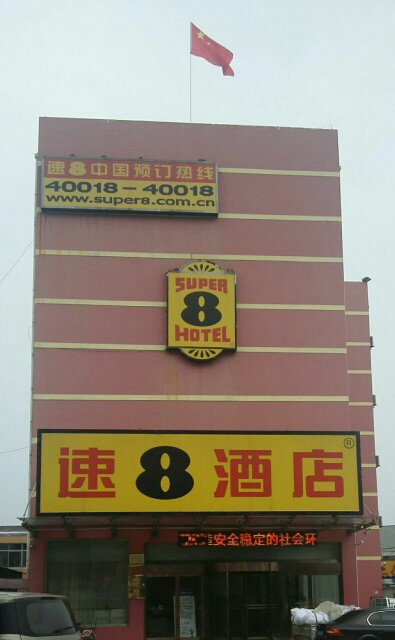 速8中国预订热线
40018-40018
www.super8.com.cn
SUPER
8
HOTEL
速8酒店®
安全稳定的社会环